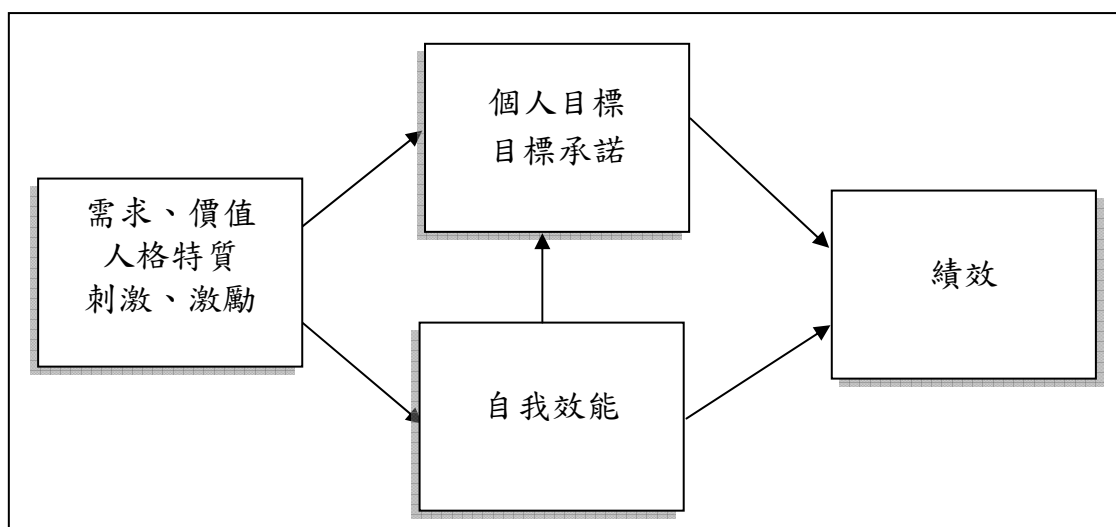 需求、價值
人格特質
刺激、激勵
個人目標
目標承諾
自我效能
績效